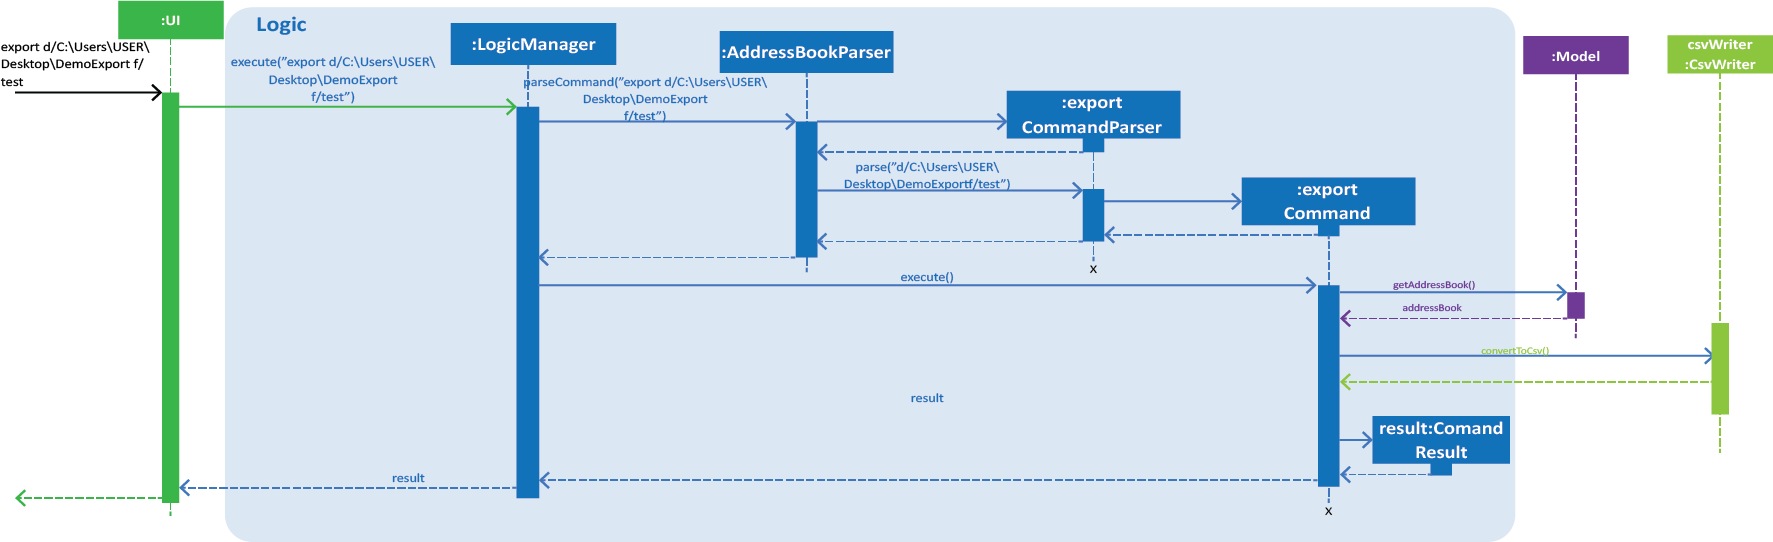 :UI
Logic
export d/C:\Users\USER\
Desktop\DemoExport f/
test
execute(”export d/C:\Users\USER\
Desktop\DemoExport
f/test”)
:LogicManager
parseCommand(”export d/C:\Users\USER\
Desktop\DemoExport
f/test”)
:AddressBookParser
:export
CommandParser
parse(”d/C:\Users\USER\
Desktop\DemoExportf/test”)
:export
Command
:Model
csvWriter
:CsvWriter
x
execute()
getAddressBook()
addressBook
convertToCsv()
result
result:Comand
Result
result
x